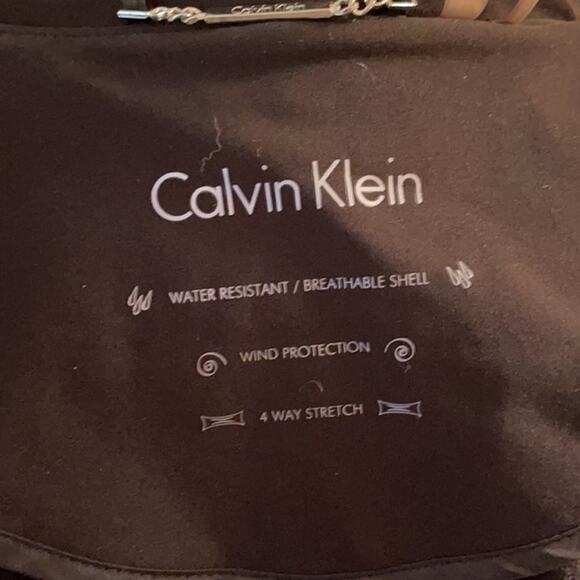 Calvin Klein
Calvin Klein
WATER RESISTANT / BREATHABLE SHELL
WIND PROTECTION
4 WAY STRETCH